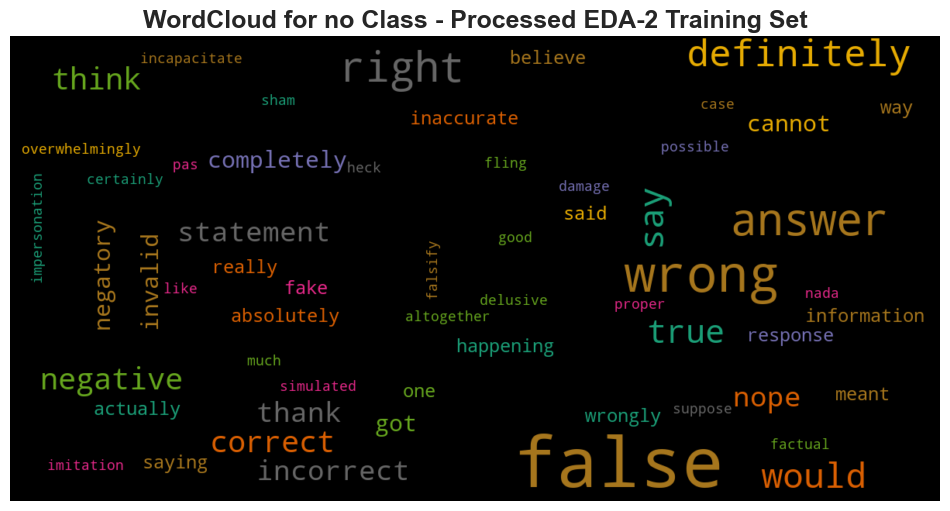 WordCloud for no Class - Processed EDA-2 Training Set
incapacitate
right
believe
definitely
think
sham
inaccurate
case
way
cannot
overwhelmingly
pas
completely
heck
fling
possible
certainly
damage
impersonation
said
say
answer
negatory
invalid
statement
good
really
falsify
wrong
like
fake
delusive
proper
nada
absolutely
altogether
true
information
response
happening
much
negative
simulated
one
actually
thank
got
wrongly
suppose
nope
meant
correct
false
factual
imitation
saying
incorrect
would